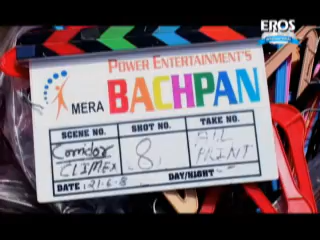 EROS
POWER ENTERTAINMENT'S
MERA BACHPAN
SCENE NO. SHOT NO. TAKE NO.
Corridor 8 OIL
CLIMEX PRINT
DATE: 21-6-8 DAY/NIGHT